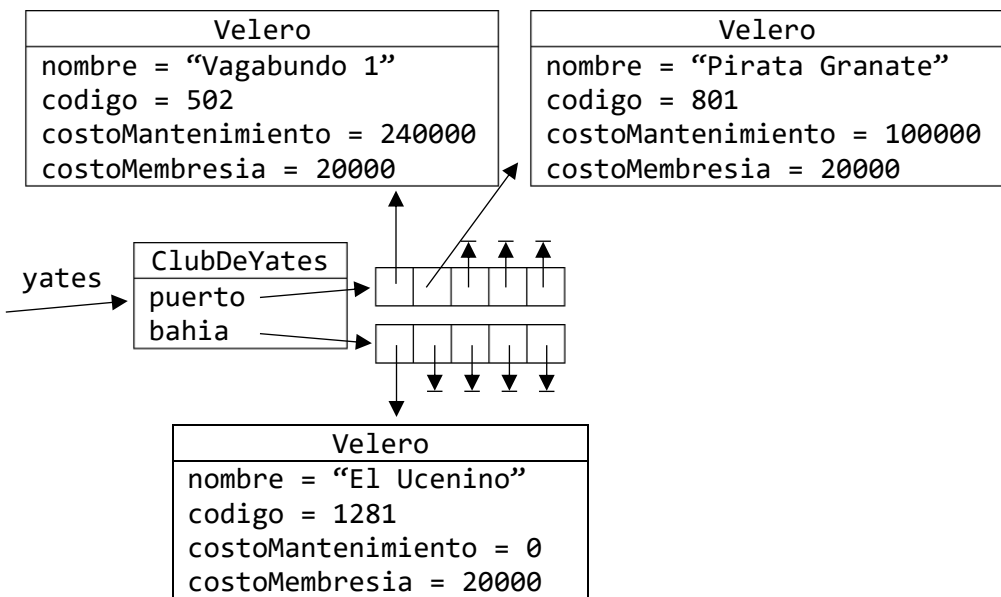 Velero
nombre = “Vagabundo 1”
codigo = 502
costoMantenimiento = 240000
costoMembresia = 20000
Velero
nombre = “Pirata Granate”
codigo = 801
costoMantenimiento = 100000
costoMembresia = 20000
yates
ClubDeYates
puerto
bahia
Velero
nombre = “El Ucenino”
codigo = 1281
costoMantenimiento = 0
costoMembresia = 20000